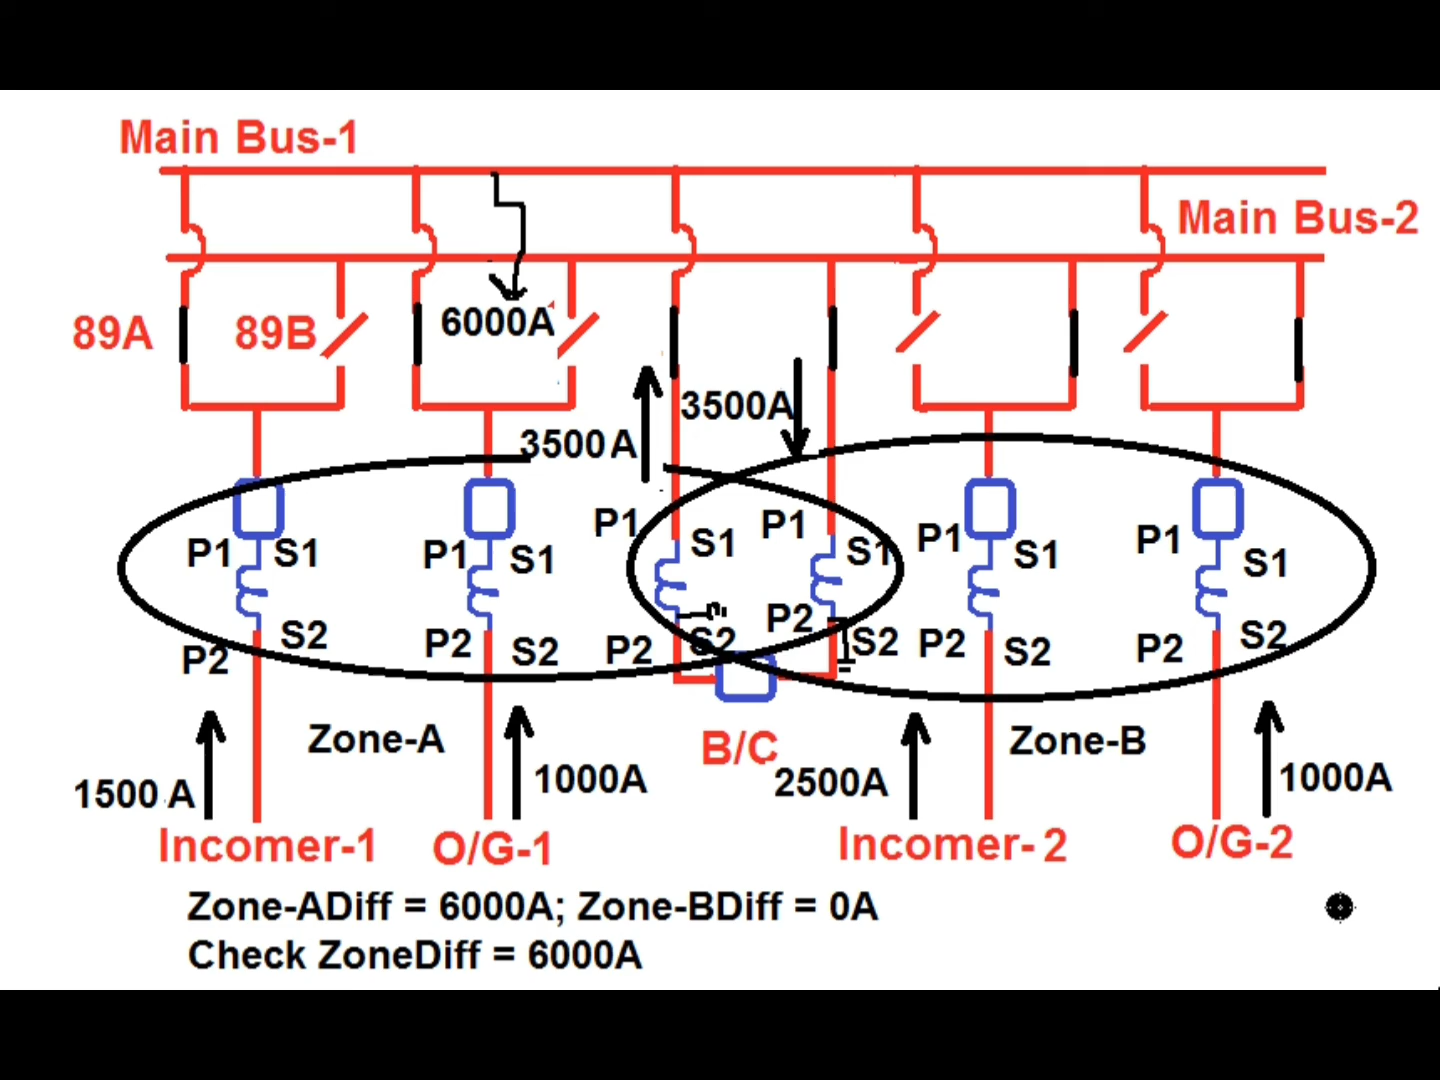 Main Bus-1
Main Bus-2
89A
89B
6000A
3500A
3500A
P1
S1
P1
S1
P1
S1
P1
S1
P1
S1
P1
S1
P2
S2
P2
S2
P2
S2
P2
S2
P2
S2
P2
S2
Zone-A
B/C
Zone-B
1500A
1000A
2500A
1000A
Incomer-1
O/G-1
Incomer-2
O/G-2
Zone-ADiff = 6000A; Zone-BDiff = 0A
Check ZoneDiff = 6000A